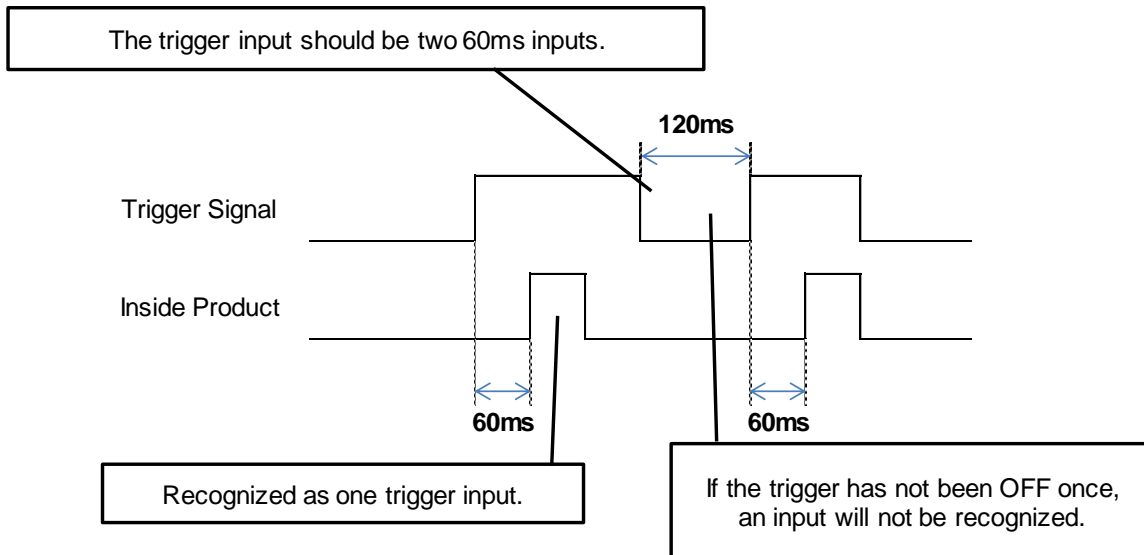 The trigger input should be two 60ms inputs.
120ms
Trigger Signal
Inside Product
60ms
60ms
Recognized as one trigger input.
If the trigger has not been OFF once,
an input will not be recognized.